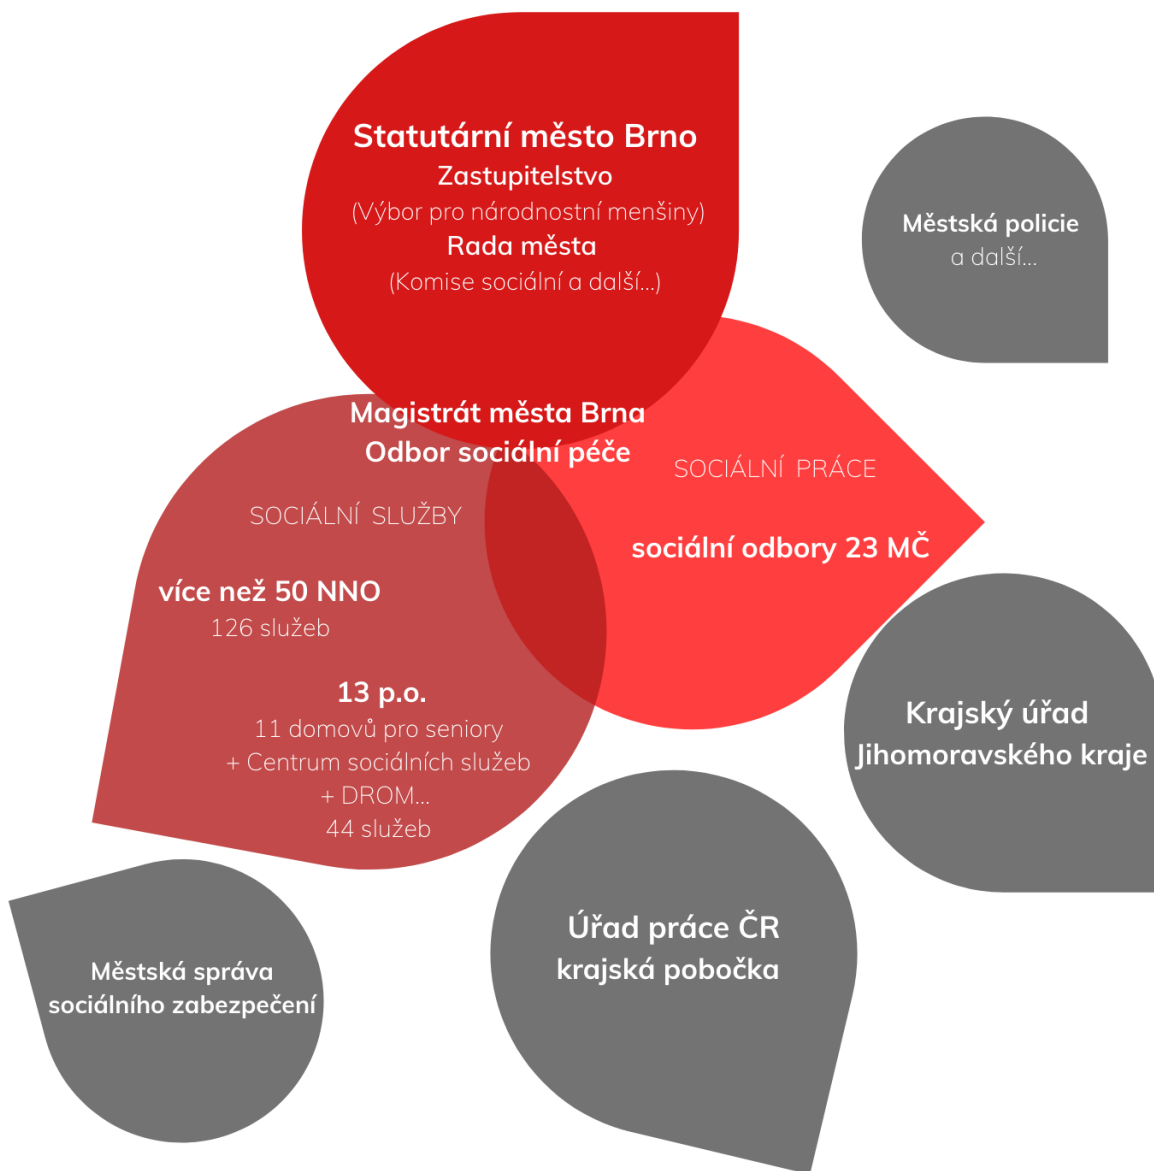 Statutární město Brno
Zastupitelstvo
(Výbor pro národnostní menšiny)
Rada města
(Komise sociální a další...)
Městská policie
a další...
Magistrát města Brna
Odbor sociální péče
SOCIÁLNÍ PRÁCE
sociální odbory 23 MČ
SOCIÁLNÍ SLUŽBY
více než 50 NNO
126 služeb
13 p.o.
11 domovů pro seniory
+ Centrum sociálních služeb
+ DROM...
44 služeb
Krajský úřad
Jihomoravského kraje
Úřad práce ČR
krajská pobočka
Městská správa
sociálního zabezpečení